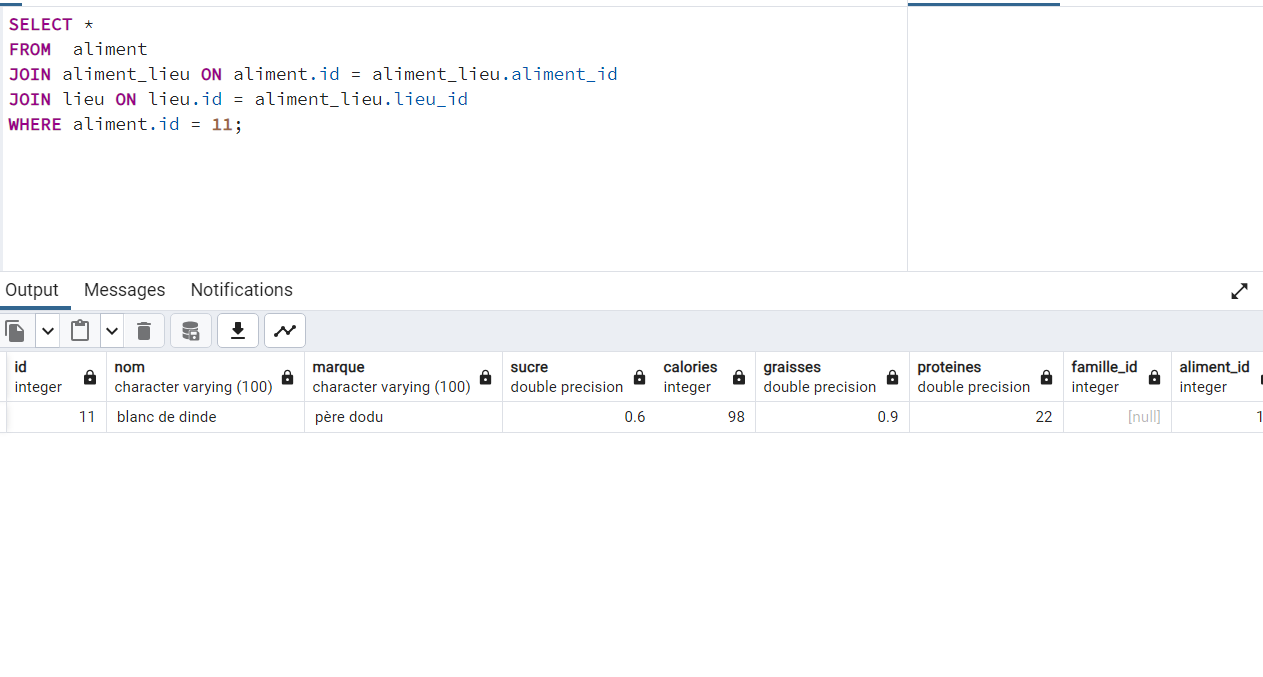 SELECT *
FROM  aliment
JOIN aliment_lieu ON aliment.id = aliment_lieu.aliment_id
JOIN lieu ON lieu.id = aliment_lieu.lieu_id
WHERE aliment.id = 11;
Output Messages Notifications
id nom marque sucre calories graisses proteines famille_id aliment_id
integer character varying (100) character varying (100) double precision integer double precision double precision integer integer
11 blanc de dinde père dodu 0.6 98 0.9 22 [null]